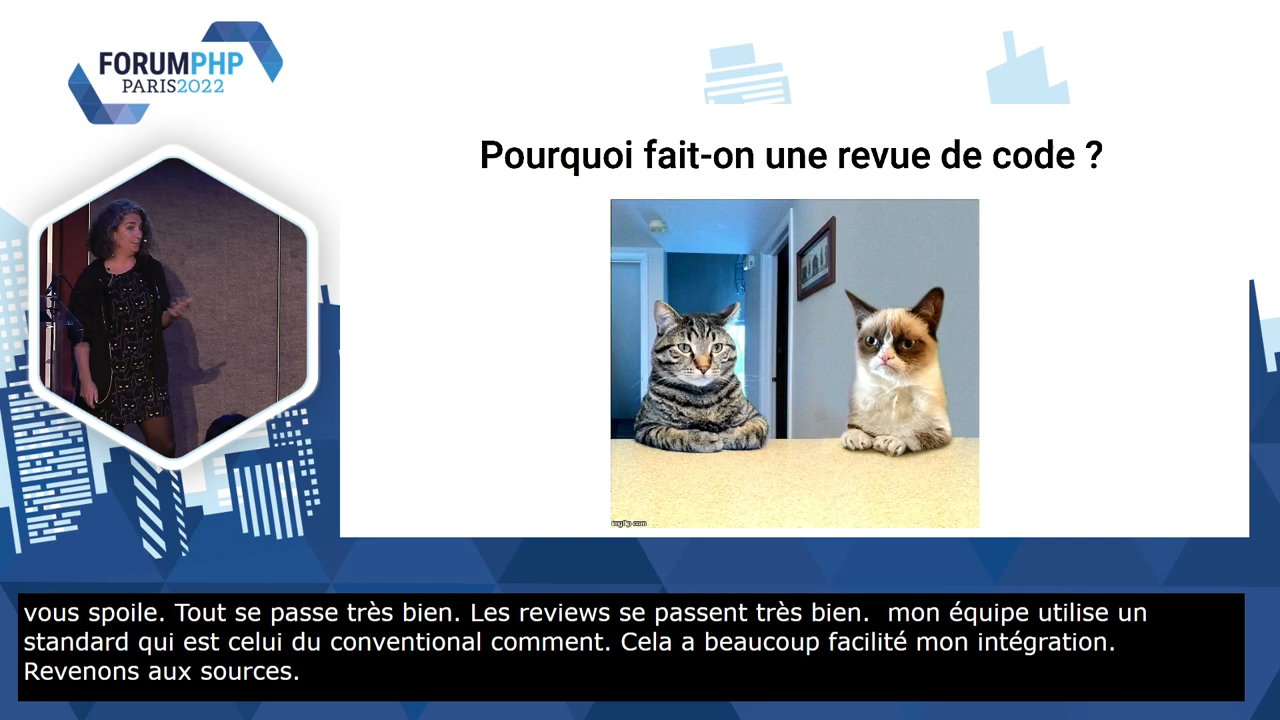 FORUMPHP
PARIS2022
Pourquoi fait-on une revue de code ?
imgflip.com
vous spoile. Tout se passe très bien. Les reviews se passent très bien.  mon équipe utilise un
standard qui est celui du conventional comment. Cela a beaucoup facilité mon intégration.
Revenons aux sources.